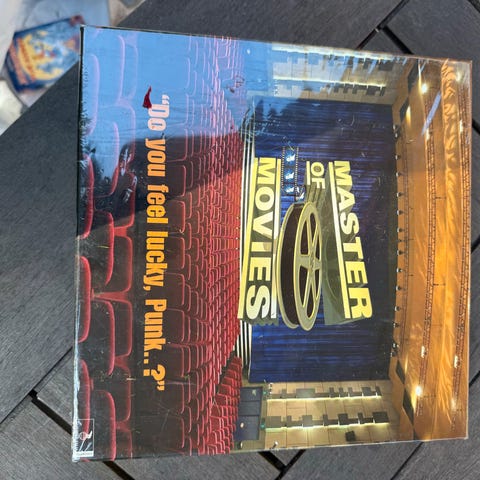 MASTER
OF
MOVIES
"Do you feel lucky, Punk..?"